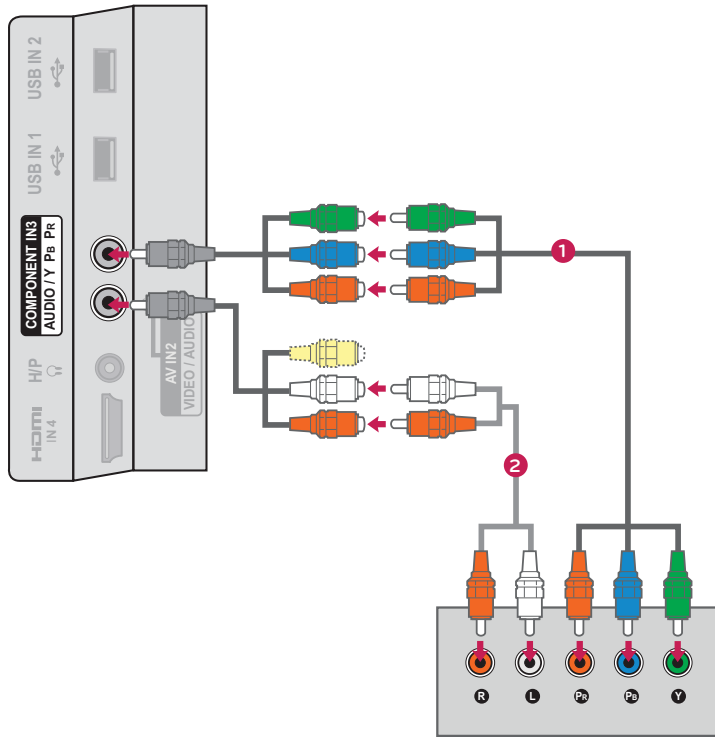 USB IN 2
USB IN 1
COMPONENT IN3
AUDIO / Y PB PR
H/P
HDMI
IN 4
AV IN2
VIDEO / AUDIO
1
2
R L PR PB Y